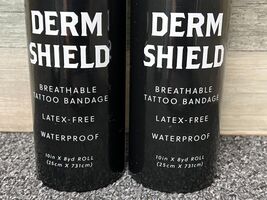 DERM
SHIELD
BREATHABLE
TATTOO BANDAGE
LATEX-FREE
WATERPROOF
10in X 8yd ROLL
(25cm X 731cm)
DERM
SHIELD
BREATHABLE
TATTOO BANDAGE
LATEX-FREE
WATERPROOF
10in X 8yd ROLL
(25cm X 731cm)